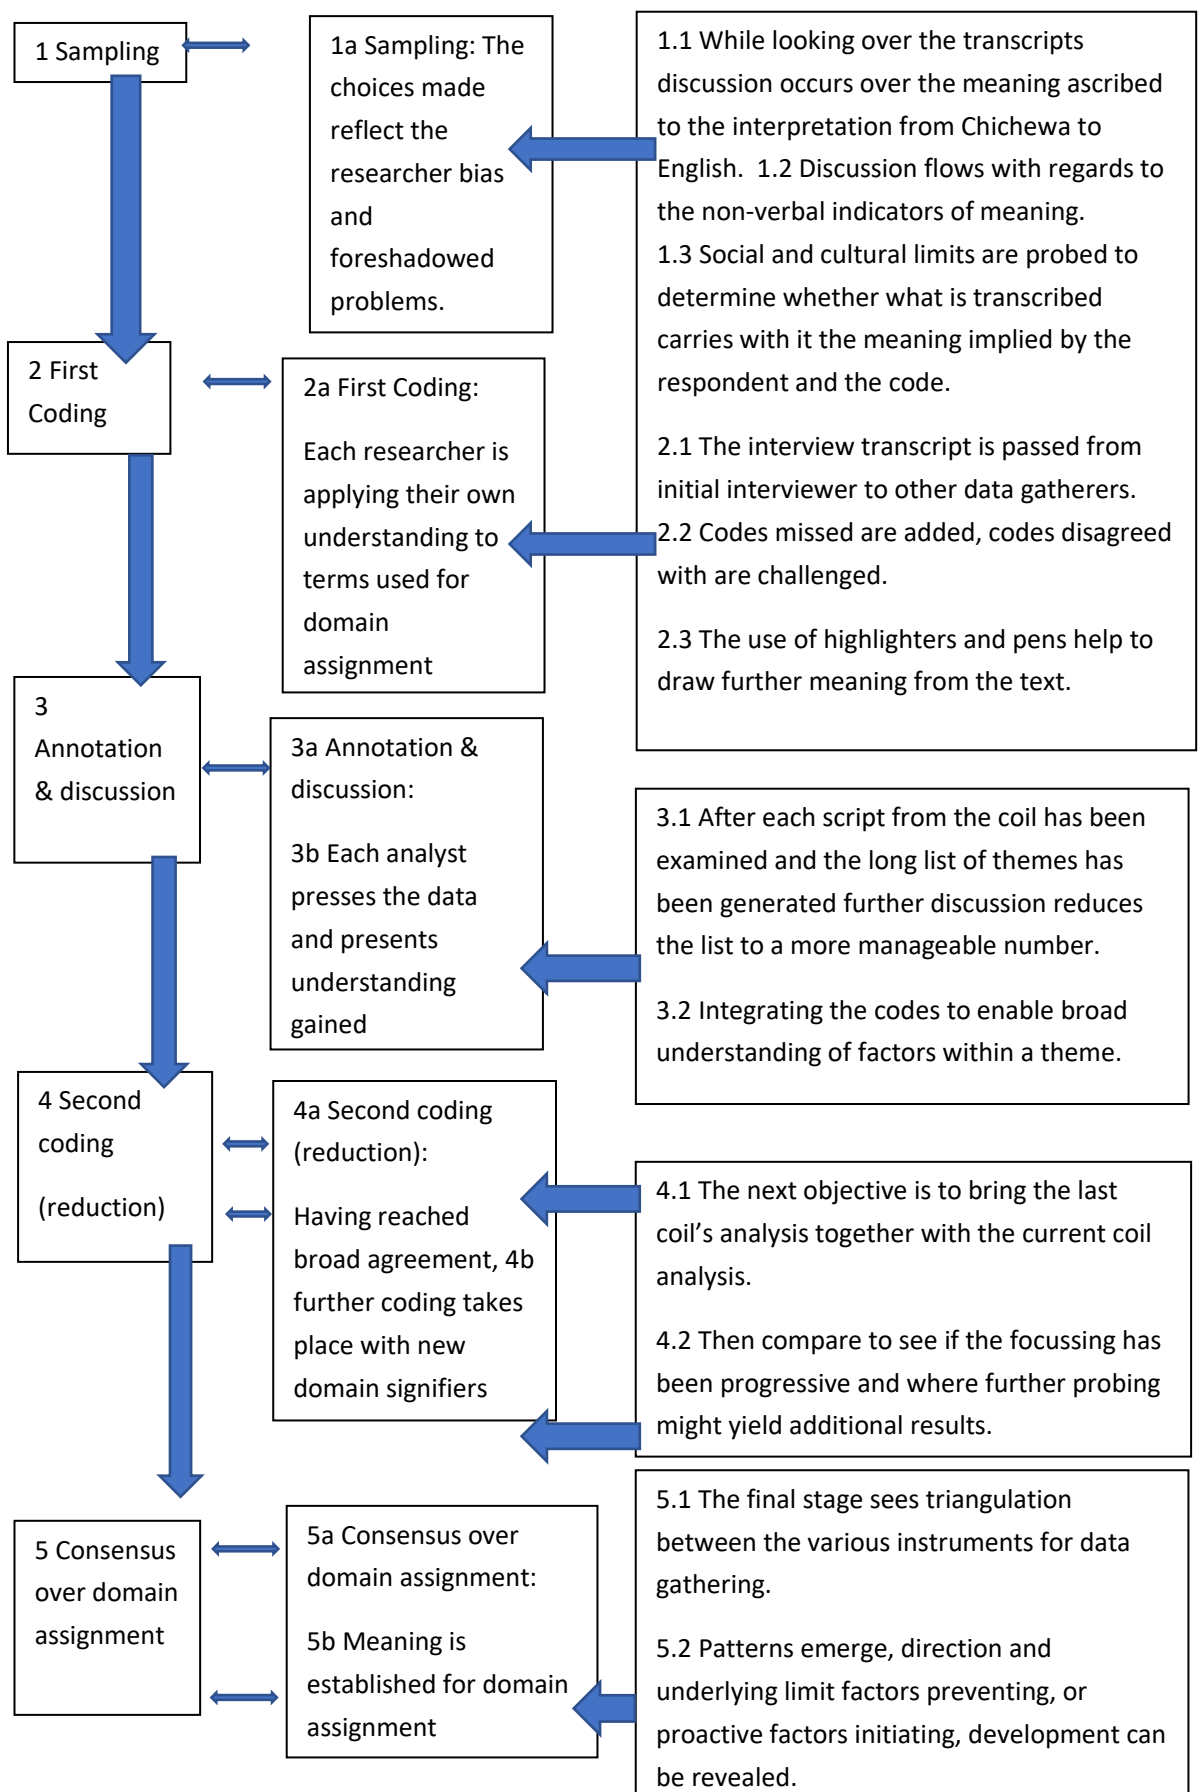 1 Sampling
1a Sampling: The
choices made
reflect the
researcher bias
and
foreshadowed
problems.
1.1 While looking over the transcripts
discussion occurs over the meaning ascribed
to the interpretation from Chichewa to
English.  1.2 Discussion flows with regards to
the non-verbal indicators of meaning.
1.3 Social and cultural limits are probed to
determine whether what is transcribed
carries with it the meaning implied by the
respondent and the code.
2.1 The interview transcript is passed from
initial interviewer to other data gatherers.
2.2 Codes missed are added, codes disagreed
with are challenged.
2.3 The use of highlighters and pens help to
draw further meaning from the text.
2 First
Coding
2a First Coding:
Each researcher is
applying their own
understanding to
terms used for
domain
assignment
3
Annotation
& discussion
3a Annotation &
discussion:
3b Each analyst
presses the data
and presents
understanding
gained
3.1 After each script from the coil has been
examined and the long list of themes has
been generated further discussion reduces
the list to a more manageable number.
3.2 Integrating the codes to enable broad
understanding of factors within a theme.
4 Second
coding
(reduction)
4a Second coding
(reduction):
Having reached
broad agreement, 4b
further coding takes
place with new
domain signifiers
4.1 The next objective is to bring the last
coil’s analysis together with the current coil
analysis.
4.2 Then compare to see if the focussing has
been progressive and where further probing
might yield additional results.
5 Consensus
over domain
assignment
5a Consensus over
domain assignment:
5b Meaning is
established for domain
assignment
5.1 The final stage sees triangulation
between the various instruments for data
gathering.
5.2 Patterns emerge, direction and
underlying limit factors preventing, or
proactive factors initiating, development can
be revealed.